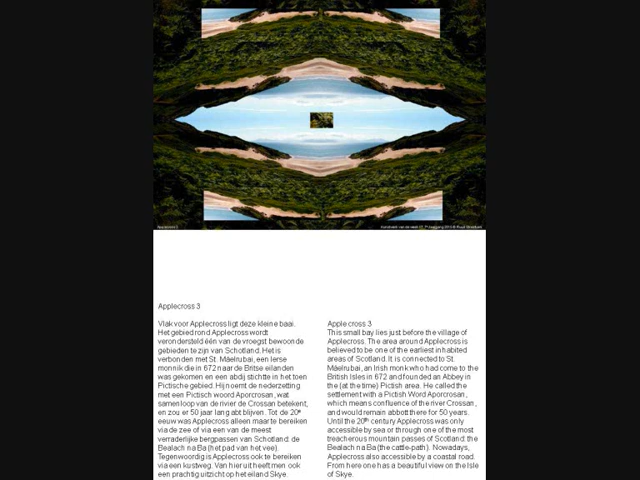 Applecross 3
Applecross 3
Vlak voor Applecross ligt deze kleine baai.
Het gebied rond Applecross wordt
verondersteld één van de vroegst bewoonde
gebieden te zijn van Schotland. Het is
verbonden met St. Máelrubai, een Ierse
monnik die in 672 naar de Britse eilanden
was gekomen en een abdij stichtte in het toen
Pictische gebied. Hij noemt de nederzetting
met een Pictisch woord Aporcrosan, wat
samenloop van de rivier de Crossan betekent,
en zou er 50 jaar lang abt blijven. Tot de 20e
eeuw was Applecross alleen maar te bereiken
via de zee of via een van de meest
verraderlijke bergpassen van Schotland: de
Bealach na Ba (het pad van het vee).
Tegenwoordig is Applecross ook te bereiken
via een kustweg. Van hier uit heeft men ook
een prachtig uitzicht op het eiland Skye.
Applecross 3
This small bay lies just before the village of
Applecross. The area around Applecross is
believed to be one of the earliest inhabited
areas of Scotland. It is connected to St.
Máelrubai, an Irish monk who had come to the
British Isles in 672 and founded an Abbey in
the (at the time) Pictish area. He called the
settlement with a Pictish Word Aporcrosan,
which means confluence of the river Crossan,
and would remain abbott there for 50 years.
Until the 20th century Applecross was only
accessible by sea or through one of the most
treacherous mountain passes of Scotland: the
Bealach na Ba (the cattle-path). Nowadays,
Applecross also accessible by a coastal road.
From here one has a beautiful view on the Isle
of Skye.